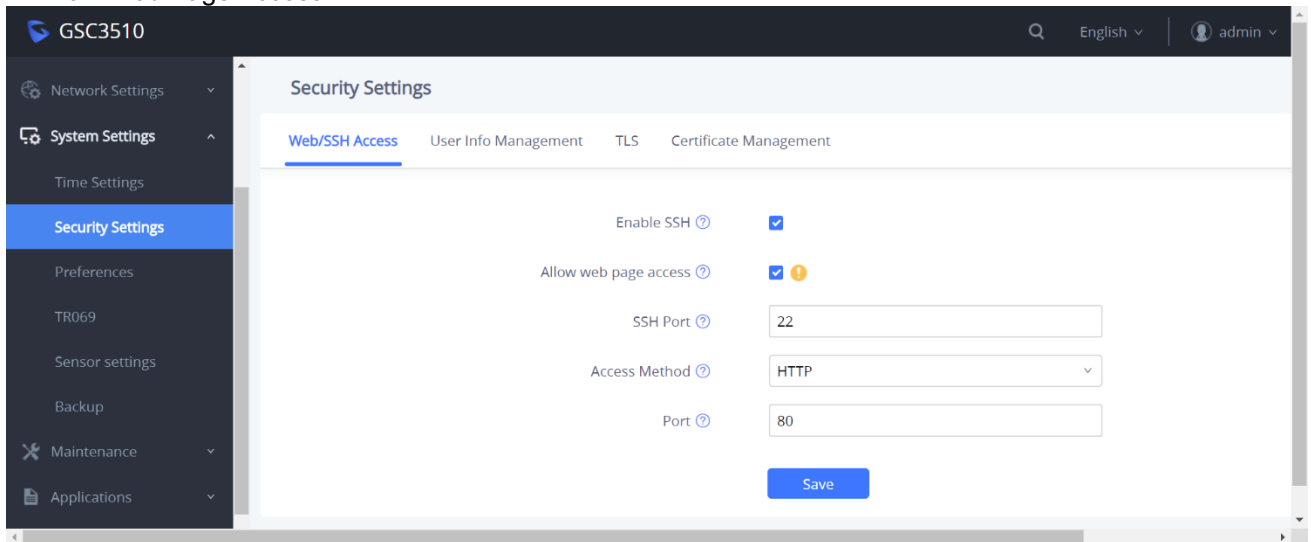 GSC3510
English
admin
Network Settings
System Settings
Time Settings
Security Settings
Preferences
TR069
Sensor settings
Backup
Maintenance
Applications
Security Settings
Web/SSH Access User Info Management TLS Certificate Management
Enable SSH
Allow web page access
SSH Port 22
Access Method HTTP
Port 80
Save